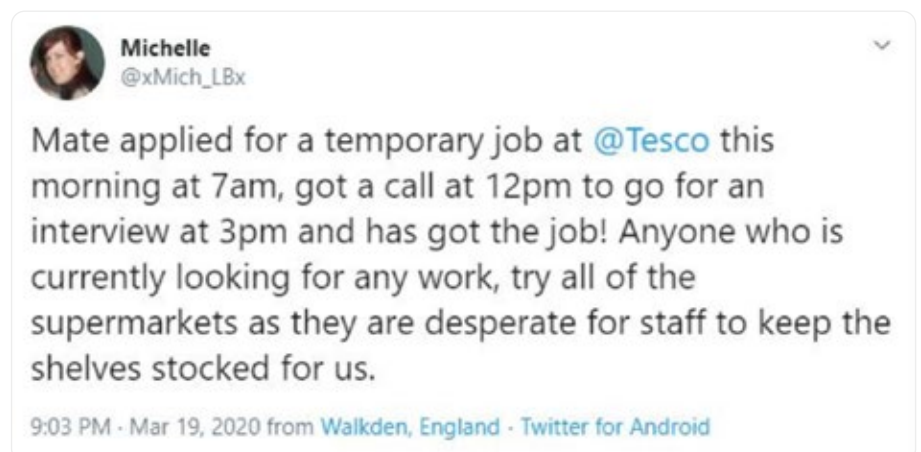 Michelle
@xMich_LBx
Mate applied for a temporary job at @Tesco this
morning at 7am, got a call at 12pm to go for an
interview at 3pm and has got the job! Anyone who is
currently looking for any work, try all of the
supermarkets as they are desperate for staff to keep the
shelves stocked for us.
9:03 PM · Mar 19, 2020 from Walkden, England · Twitter for Android